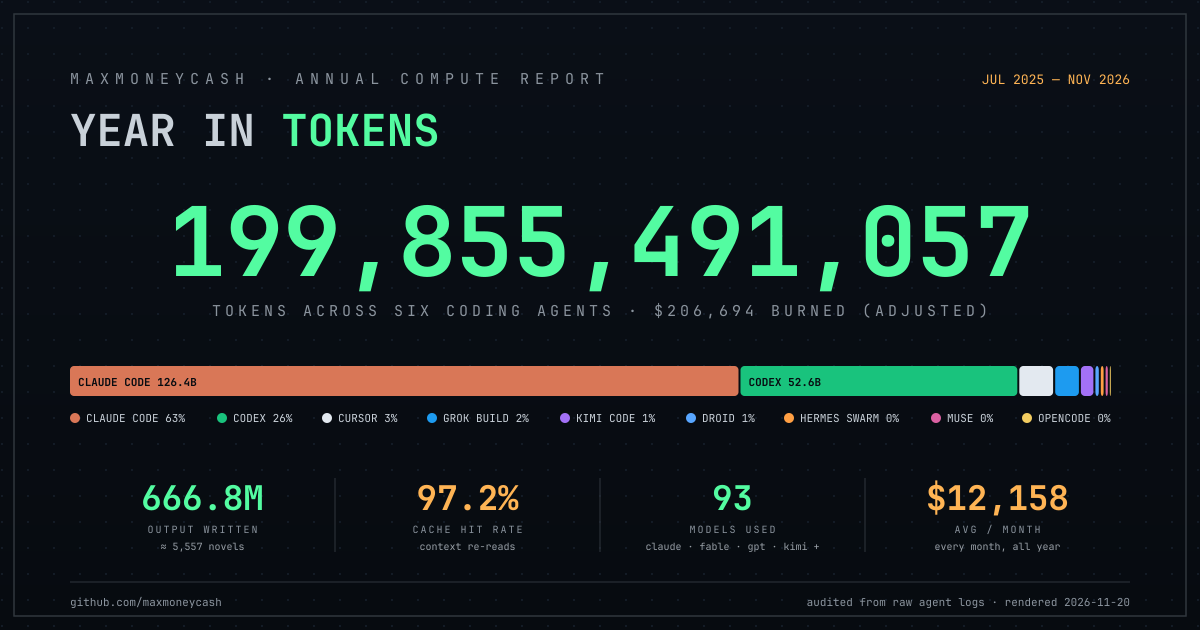 MAXMONEYCASH · ANNUAL COMPUTE REPORT
JUL 2025 — NOV 2026
YEAR IN TOKENS
199,855,491,057
TOKENS ACROSS SIX CODING AGENTS · $206,694 BURNED (ADJUSTED)
CLAUDE CODE 126.4B
CODEX 52.6B
CLAUDE CODE 63%
CODEX 26%
CURSOR 3%
GROK BUILD 2%
KIMI CODE 1%
DROID 1%
HERMES SWARM 0%
MUSE 0%
OPENCODE 0%
666.8M
OUTPUT WRITTEN
≈ 5,557 novels
97.2%
CACHE HIT RATE
context re-reads
93
MODELS USED
claude · fable · gpt · kimi +
$12,158
AVG / MONTH
every month, all year
github.com/maxmoneycash
audited from raw agent logs · rendered 2026-11-20